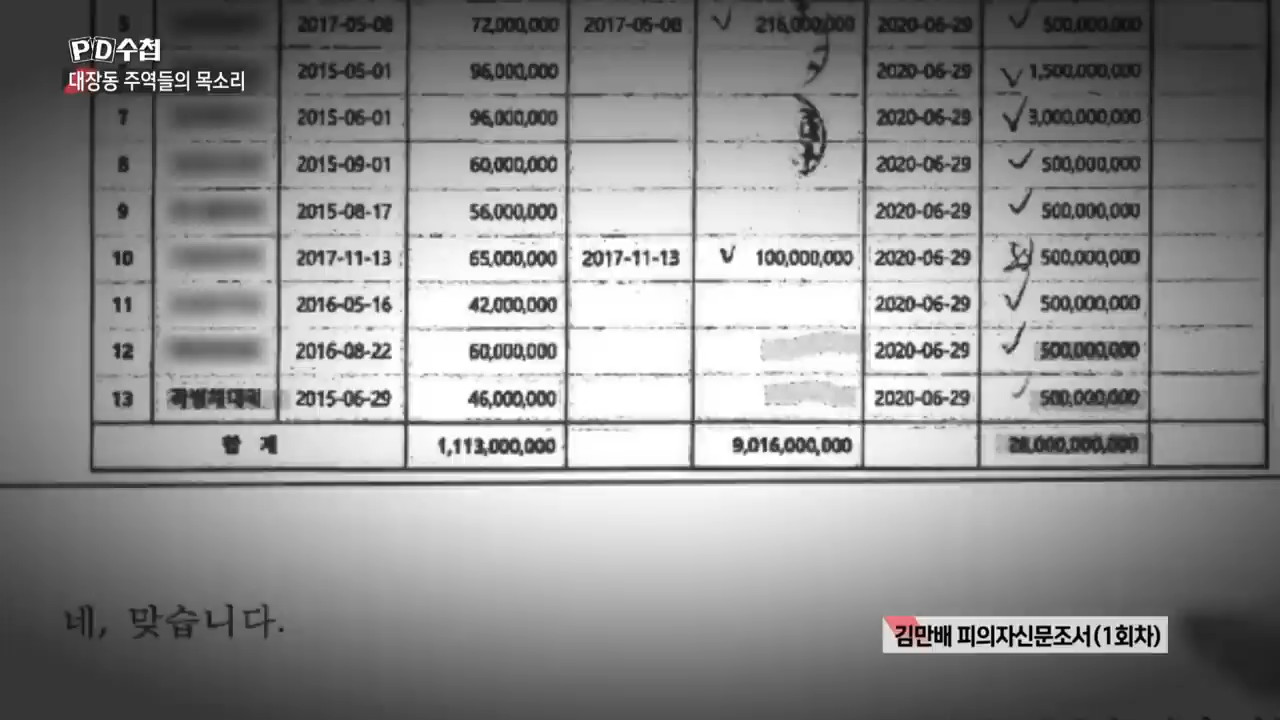 PD수첩
대장동 주역들의 목소리
5 2017-05-08 72,000,000 2017-05-08 216,000,000 2020-06-29 500,000,000
2015-05-01 96,000,000 2020-06-29 1,500,000,000
7 2015-06-01 96,000,000 2020-06-29 3,000,000,000
8 2015-09-01 60,000,000 2020-06-29 500,000,000
9 2015-08-17 56,000,000 2020-06-29 500,000,000
10 2017-11-13 65,000,000 2017-11-13 100,000,000 2020-06-29 500,000,000
11 2016-05-16 42,000,000 2020-06-29 500,000,000
12 2016-08-22 60,000,000 2020-06-29 500,000,000
13 2015-06-29 46,000,000 2020-06-29 500,000,000
합 계 1,113,000,000 9,016,000,000 28,000,000,000
네, 맞습니다.
김만배 피의자신문조서(1회차)